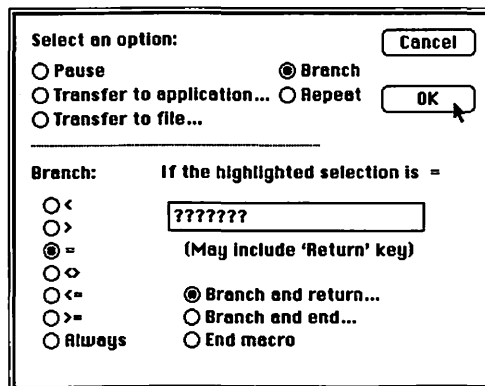 Select an option:
Cancel
Pause
Branch
Transfer to application...
Repeat
OK
Transfer to file...
Branch:
If the highlighted selection is =
<
>
=
<>
<=
>=
Always
???????
(May include 'Return' key)
Branch and return...
Branch and end...
End macro